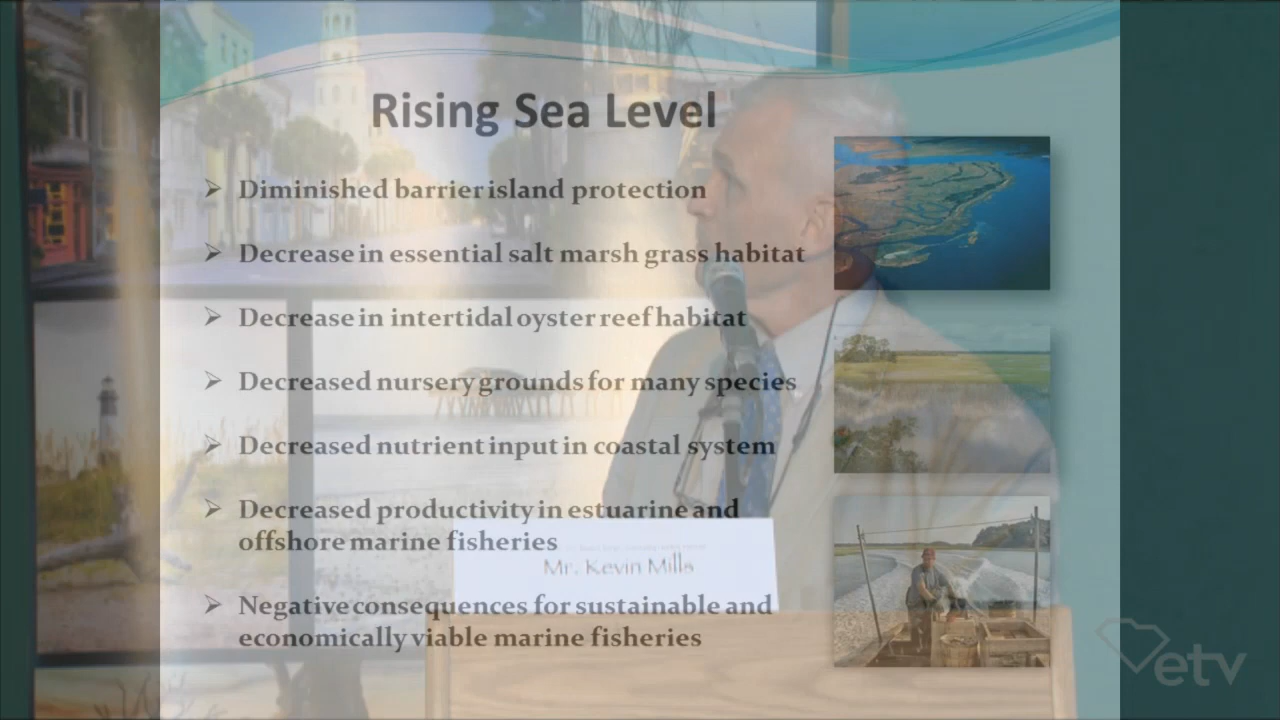 Rising Sea Level
➢ Diminished barrier island protection
➢ Decrease in essential salt marsh grass habitat
➢ Decrease in intertidal oyster reef habitat
➢ Decreased nursery grounds for many species
➢ Decreased nutrient input in coastal system
➢ Decreased productivity in estuarine and
offshore marine fisheries
Mr. Kevin Mills
➢ Negative consequences for sustainable and
economically viable marine fisheries
etv